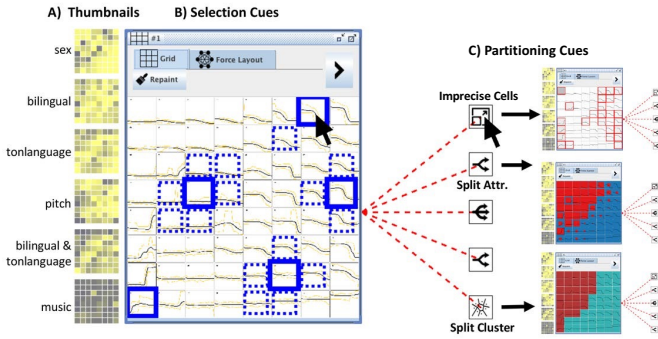 A) Thumbnails
B) Selection Cues
sex
bilingual
tonlanguage
pitch
bilingual &
tonlanguage
music
#1
Grid
Force Layout
Repaint
C) Partitioning Cues
Imprecise Cells
Split Attr.
Split Cluster